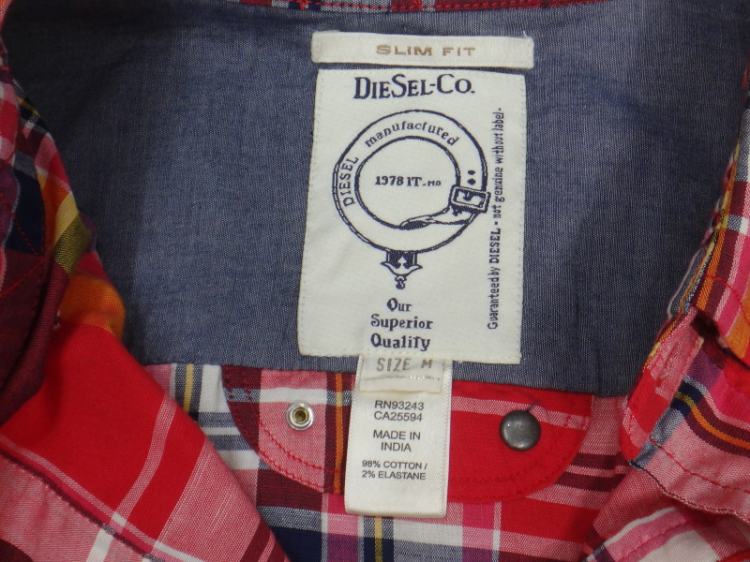 SLIM FIT
DIESEL-CO.
DIESEL manufactured
1978 IT. MO
Guaranteed by DIESEL - not genuine without label -
Our
Superior
Quality
SIZE M
RN93243
CA25594
MADE IN
INDIA
98% COTTON /
2% ELASTANE